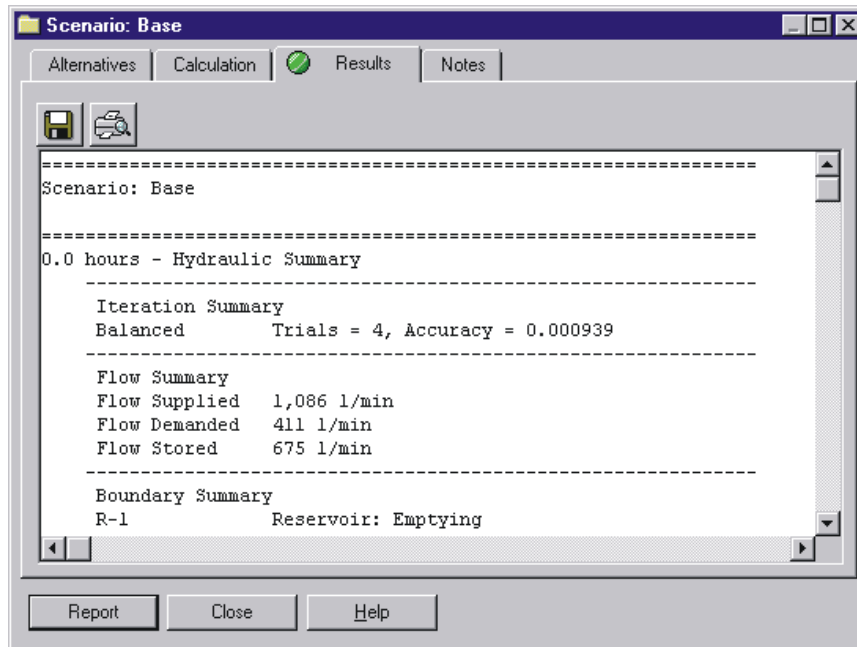 Scenario: Base
Alternatives Calculation Results Notes
=================================================================
Scenario: Base
=================================================================
0.0 hours - Hydraulic Summary
-------------------------------------------------------------
Iteration Summary
Balanced Trials = 4, Accuracy = 0.000939
-------------------------------------------------------------
Flow Summary
Flow Supplied 1,086 l/min
Flow Demanded 411 l/min
Flow Stored 675 l/min
-------------------------------------------------------------
Boundary Summary
R-1 Reservoir: Emptying
Report Close Help